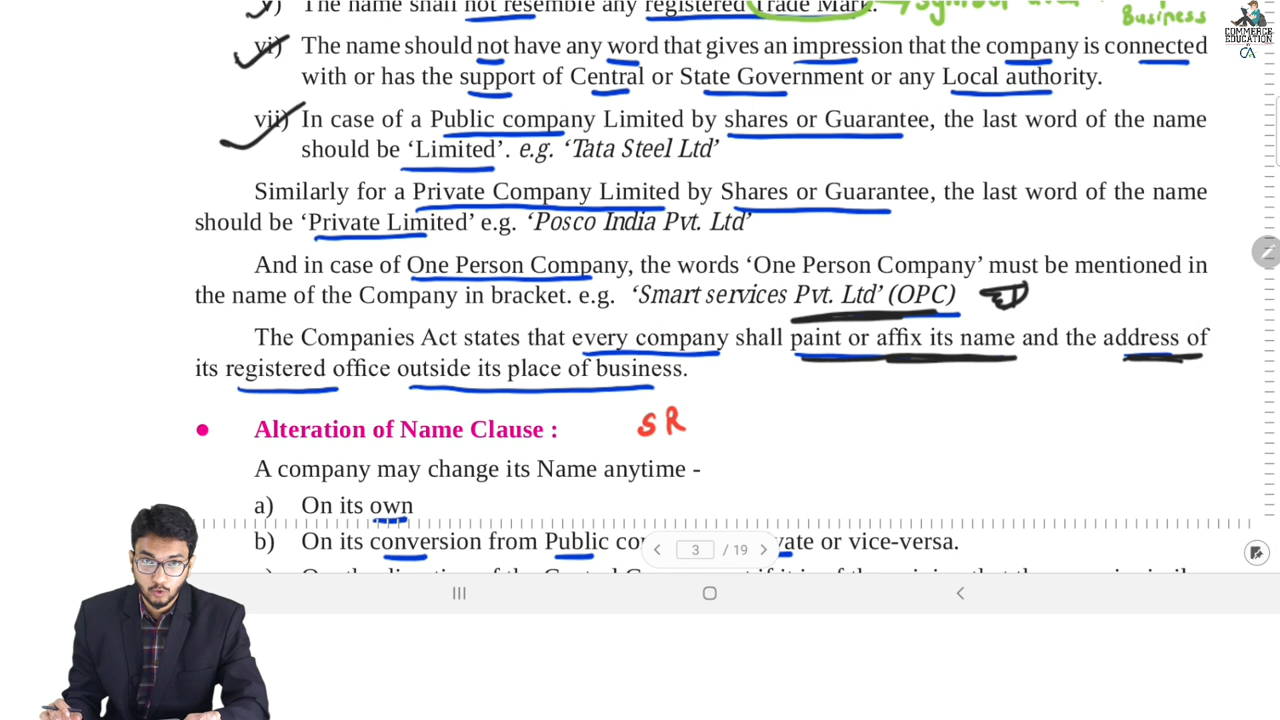 v) The name shall not resemble any registered Trade Mark.
Business
COMMERCE
EDUCATION
BY
CA
vi) The name should not have any word that gives an impression that the company is connected
with or has the support of Central or State Government or any Local authority.
vii) In case of a Public company Limited by shares or Guarantee, the last word of the name
should be ‘Limited’. e.g. ‘Tata Steel Ltd’
Similarly for a Private Company Limited by Shares or Guarantee, the last word of the name
should be ‘Private Limited’ e.g. ‘Posco India Pvt. Ltd’
And in case of One Person Company, the words ‘One Person Company’ must be mentioned in
the name of the Company in bracket. e.g. ‘Smart services Pvt. Ltd’ (OPC)
The Companies Act states that every company shall paint or affix its name and the address of
its registered office outside its place of business.
• Alteration of Name Clause : SR
A company may change its Name anytime -
a) On its own
b) On its conversion from Public or vice-versa.
3 / 19